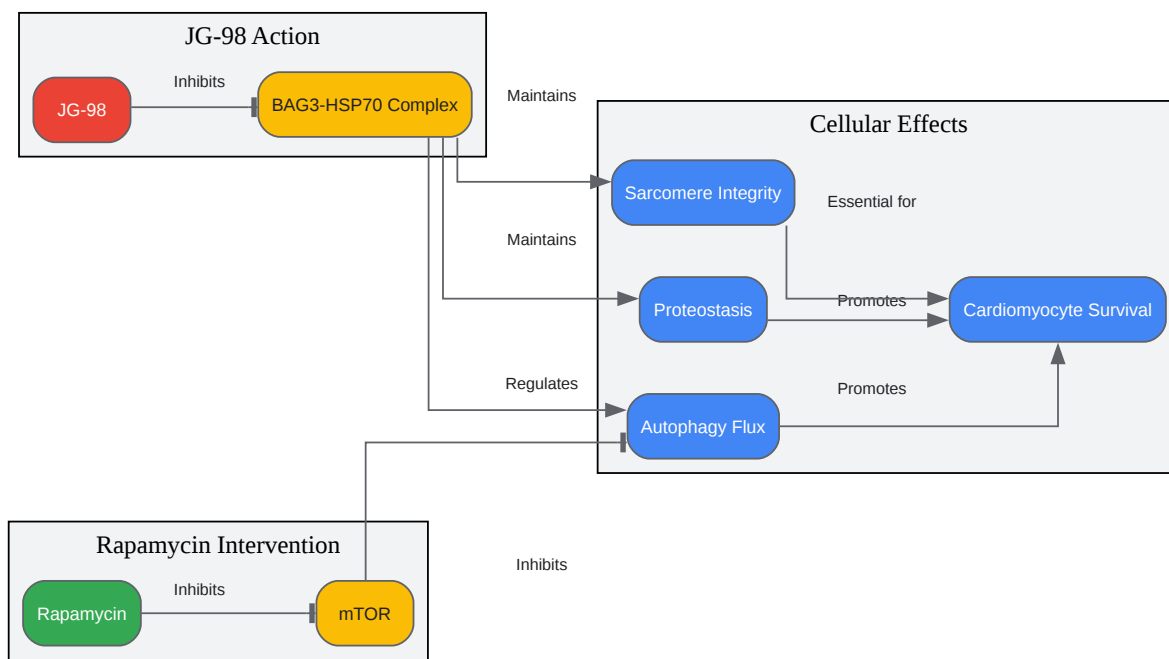 JG-98 Action
JG-98
Inhibits
BAG3-HSP70 Complex
Maintains
Cellular Effects
Sarcomere Integrity
Essential for
Maintains
Proteostasis
Promotes
Cardiomyocyte Survival
Regulates
Autophagy Flux
Promotes
Rapamycin Intervention
Rapamycin
Inhibits
mTOR
Inhibits